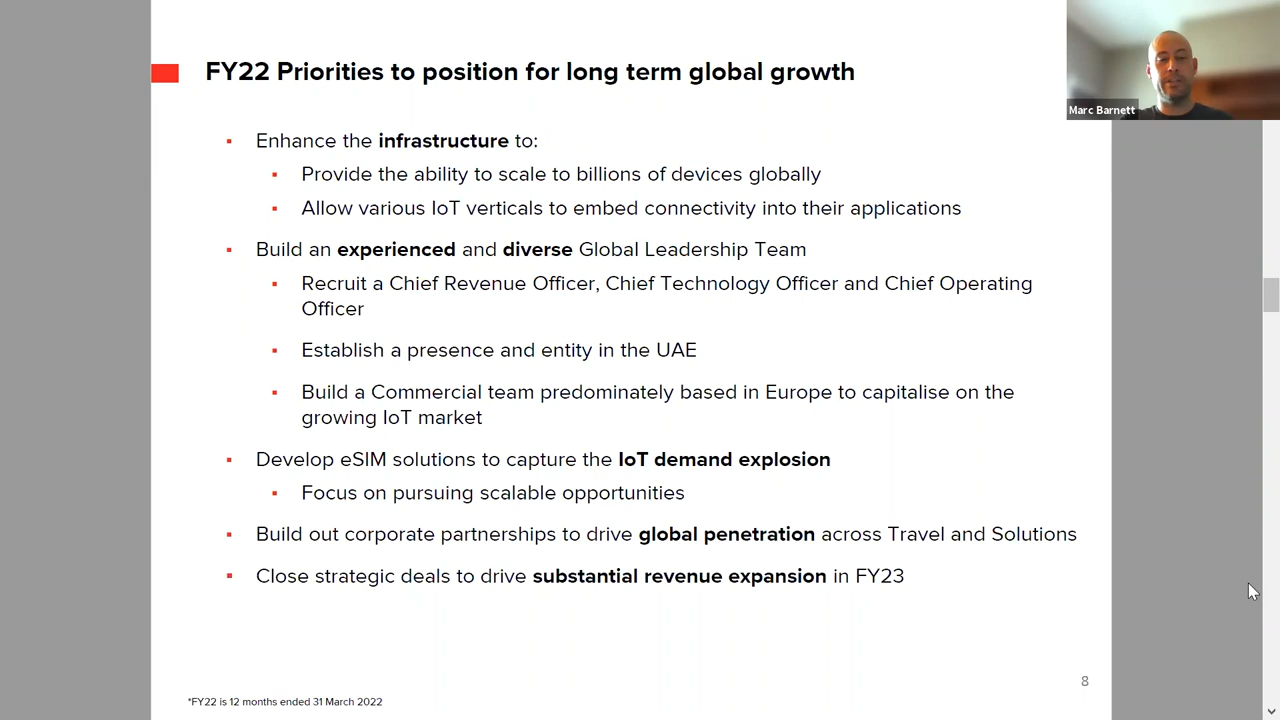 FY22 Priorities to position for long term global growth
Marc Barnett
Enhance the infrastructure to:
Provide the ability to scale to billions of devices globally
Allow various IoT verticals to embed connectivity into their applications
Build an experienced and diverse Global Leadership Team
Recruit a Chief Revenue Officer, Chief Technology Officer and Chief Operating
Officer
Establish a presence and entity in the UAE
Build a Commercial team predominately based in Europe to capitalise on the
growing IoT market
Develop eSIM solutions to capture the IoT demand explosion
Focus on pursuing scalable opportunities
Build out corporate partnerships to drive global penetration across Travel and Solutions
Close strategic deals to drive substantial revenue expansion in FY23
8
*FY22 is 12 months ended 31 March 2022